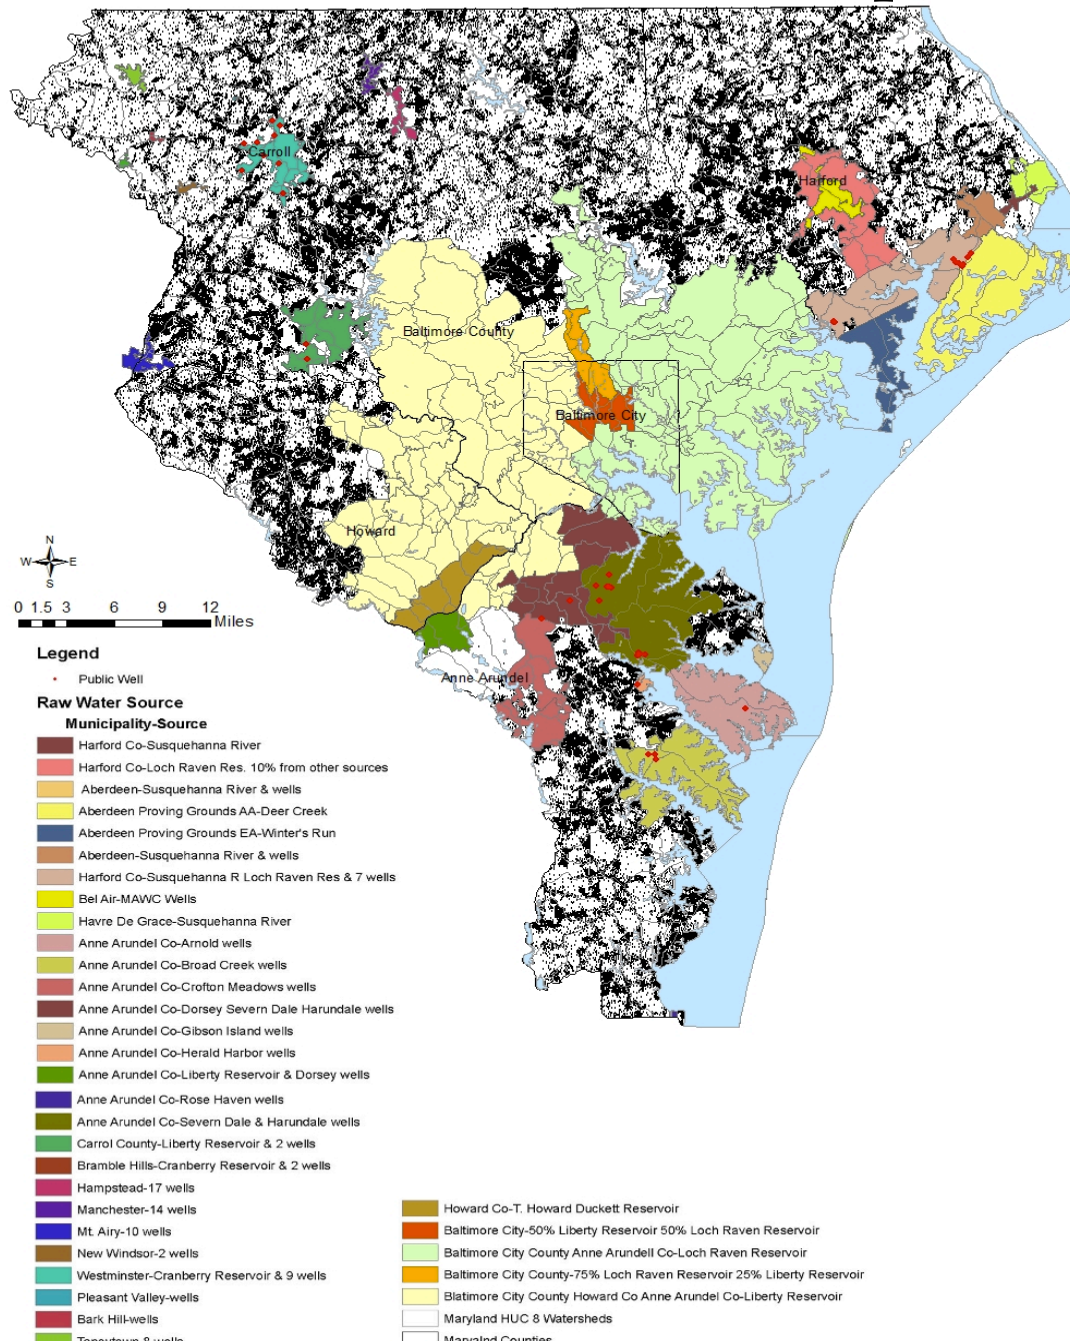 Carroll
Harford
Baltimore County
Baltimore City
Howard
Anne Arundel
N
W E
S
0 1.5 3 6 9 12
Miles
Legend
Public Well
Raw Water Source
Municipality-Source
Harford Co-Susquehanna River
Harford Co-Loch Raven Res. 10% from other sources
Aberdeen-Susquehanna River & wells
Aberdeen Proving Grounds AA-Deer Creek
Aberdeen Proving Grounds EA-Winter's Run
Aberdeen-Susquehanna River & wells
Harford Co-Susquehanna R Loch Raven Res & 7 wells
Bel Air-MAWC Wells
Havre De Grace-Susquehanna River
Anne Arundel Co-Arnold wells
Anne Arundel Co-Broad Creek wells
Anne Arundel Co-Crofton Meadows wells
Anne Arundel Co-Dorsey Severn Dale Harundale wells
Anne Arundel Co-Gibson Island wells
Anne Arundel Co-Herald Harbor wells
Anne Arundel Co-Liberty Reservoir & Dorsey wells
Anne Arundel Co-Rose Haven wells
Anne Arundel Co-Severn Dale & Harundale wells
Carrol County-Liberty Reservoir & 2 wells
Bramble Hills-Cranberry Reservoir & 2 wells
Hampstead-17 wells
Manchester-14 wells
Mt. Airy-10 wells
New Windsor-2 wells
Westminster-Cranberry Reservoir & 9 wells
Pleasant Valley-wells
Bark Hill-wells
Taneytown 8 wells
Howard Co-T. Howard Duckett Reservoir
Baltimore City-50% Liberty Reservoir 50% Loch Raven Reservoir
Baltimore City County Anne Arundell Co-Loch Raven Reservoir
Baltimore City County-75% Loch Raven Reservoir 25% Liberty Reservoir
Blatimore City County Howard Co Anne Arundel Co-Liberty Reservoir
Maryland HUC 8 Watersheds
Maryalnd Counties